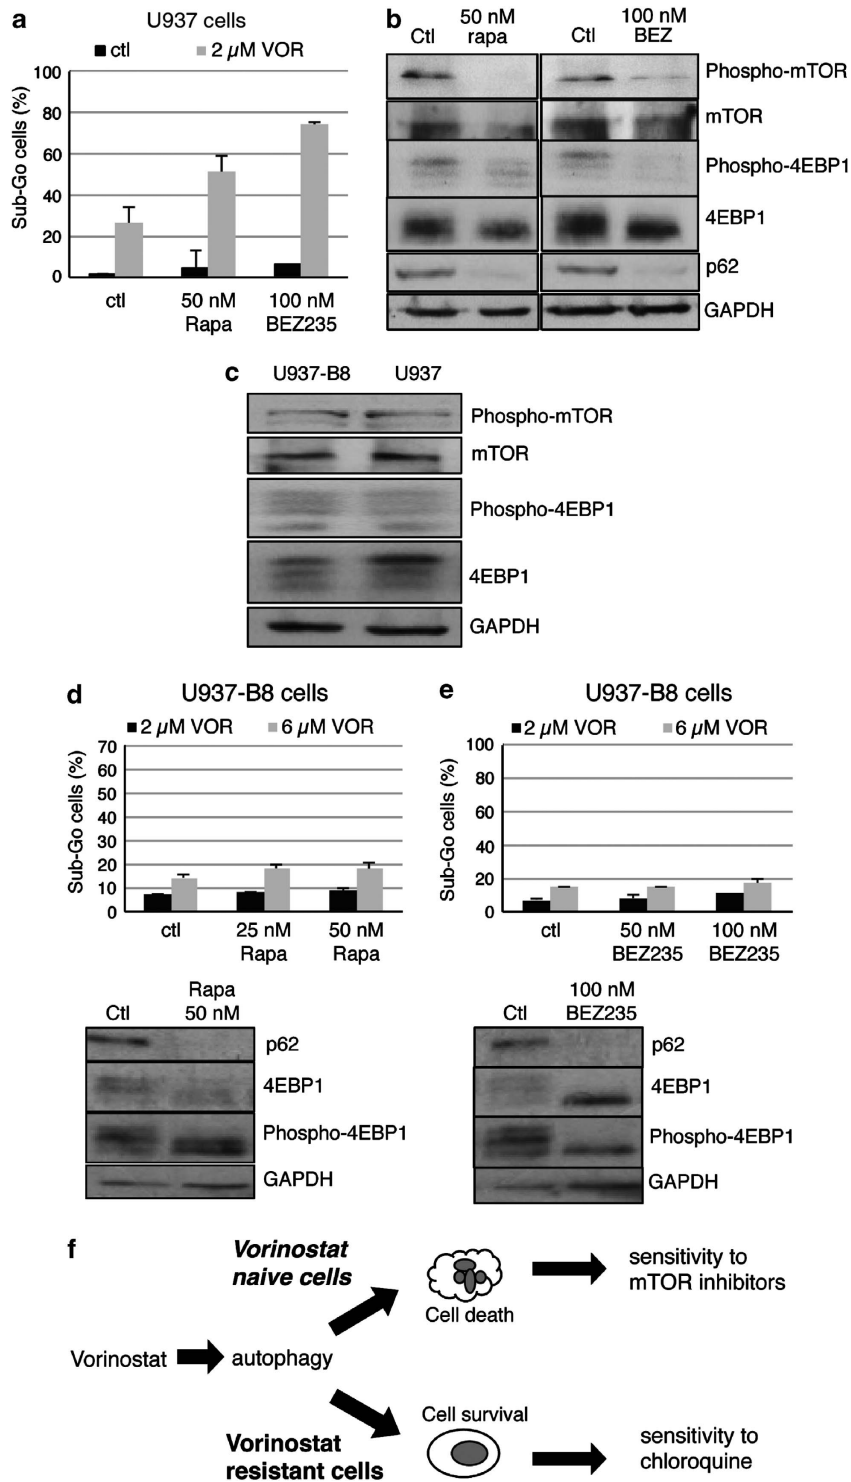 a
U937 cells
ctl
2 µM VOR
Sub-Go cells (%)
100
80
60
40
20
0
ctl
50 nM
Rapa
100 nM
BEZ235
b
Ctl
50 nM
rapa
Ctl
100 nM
BEZ
Phospho-mTOR
mTOR
Phospho-4EBP1
4EBP1
p62
GAPDH
c
U937-B8
U937
Phospho-mTOR
mTOR
Phospho-4EBP1
4EBP1
GAPDH
d
U937-B8 cells
2 µM VOR
6 µM VOR
Sub-Go cells (%)
70
60
50
40
30
20
10
0
ctl
25 nM
Rapa
50 nM
Rapa
Ctl
Rapa
50 nM
p62
4EBP1
Phospho-4EBP1
GAPDH
e
U937-B8 cells
2 µM VOR
6 µM VOR
Sub-Go cells (%)
100
80
60
40
20
0
ctl
50 nM
BEZ235
100 nM
BEZ235
Ctl
100 nM
BEZ235
p62
4EBP1
Phospho-4EBP1
GAPDH
f
Vorinostat
naive cells
Cell death
sensitivity to
mTOR inhibitors
Vorinostat
autophagy
Vorinostat
resistant cells
Cell survival
sensitivity to
chloroquine